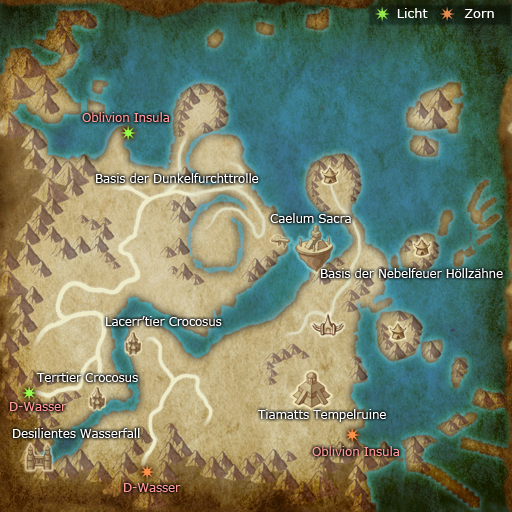 Licht Zorn
Oblivion Insula
Basis der Dunkelfurchttrolle
Caelum Sacra
Basis der Nebelfeuer Höllzähne
Lacerr'tier Crocosus
Terrtier Crocosus
D-Wasser
Tiamatts Tempelruine
Desilientes Wasserfall
Oblivion Insula
D-Wasser